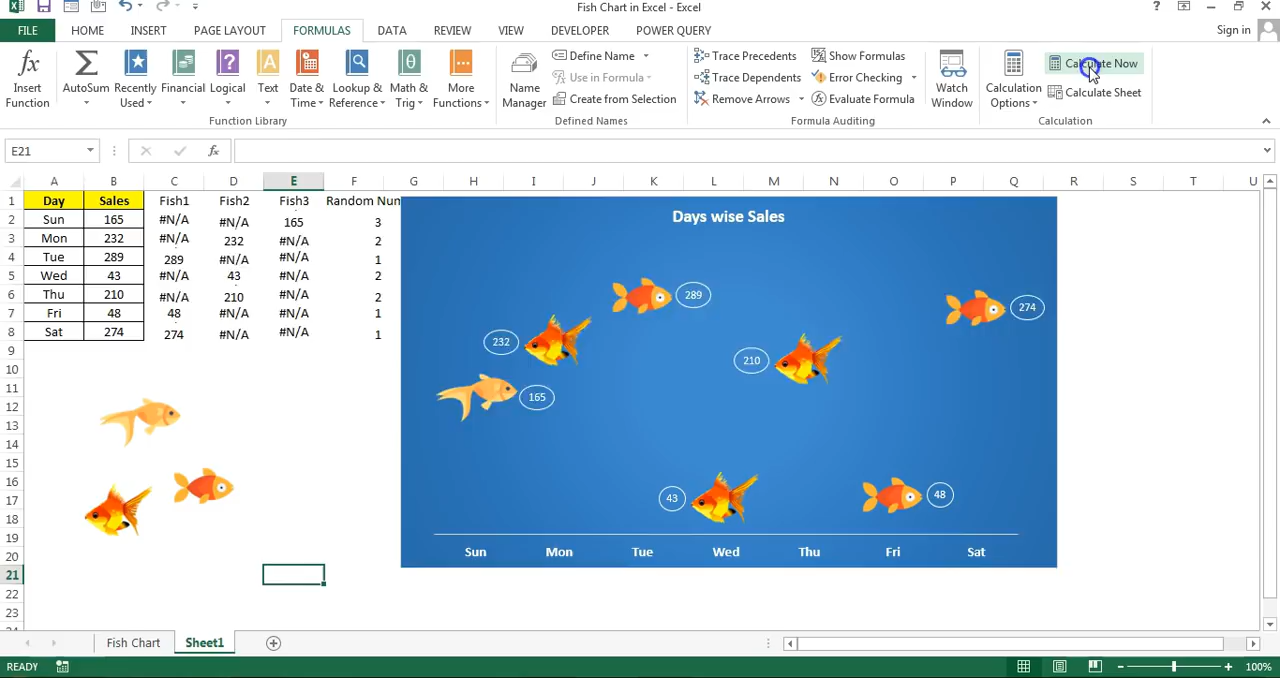 Fish Chart in Excel - Excel
?
FILE HOME INSERT PAGE LAYOUT FORMULAS DATA REVIEW VIEW DEVELOPER POWER QUERY Sign in
fx Insert Function
Σ AutoSum
Recently Used
Financial
Logical
Text
Date & Time
Lookup & Reference
Math & Trig
More Functions
Function Library
Name Manager
Define Name
Use in Formula
Create from Selection
Defined Names
Trace Precedents
Trace Dependents
Remove Arrows
Show Formulas
Error Checking
Evaluate Formula
Formula Auditing
Watch Window
Calculation Options
Calculate Now
Calculate Sheet
Calculation
E21 fx
A B C D E F G H I J K L M N O P Q R S T U
1 Day Sales Fish1 Fish2 Fish3 Random Num
2 Sun 165 #N/A #N/A 165 3
3 Mon 232 #N/A 232 #N/A 2
4 Tue 289 289 #N/A #N/A 1
5 Wed 43 #N/A 43 #N/A 2
6 Thu 210 #N/A 210 #N/A 2
7 Fri 48 48 #N/A #N/A 1
8 Sat 274 274 #N/A #N/A 1
9
10
11
12
13
14
15
16
17
18
19
20
21
22
23
Days wise Sales
289
274
232
210
165
43
48
Sun Mon Tue Wed Thu Fri Sat
Fish Chart Sheet1
READY 100%